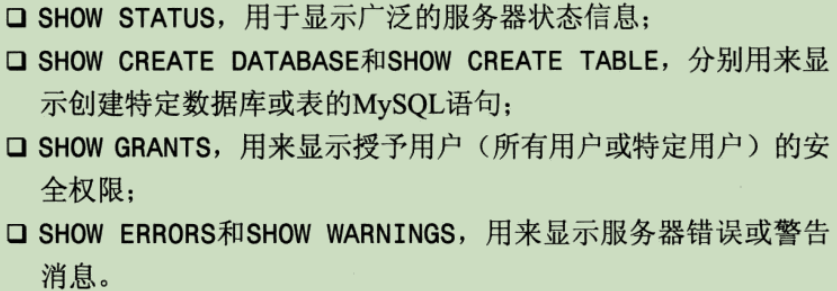 ❑ SHOW STATUS，用于显示广泛的服务器状态信息；
❑ SHOW CREATE DATABASE和SHOW CREATE TABLE，分别用来显
示创建特定数据库或表的MySQL语句；
❑ SHOW GRANTS，用来显示授予用户（所有用户或特定用户）的安
全权限；
❑ SHOW ERRORS和SHOW WARNINGS，用来显示服务器错误或警告
消息。